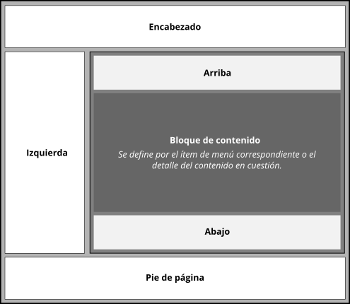 Encabezado
Arriba
Izquierda
Bloque de contenido
Se define por el ítem de menú correspondiente o el
detalle del contenido en cuestión.
Abajo
Pie de página